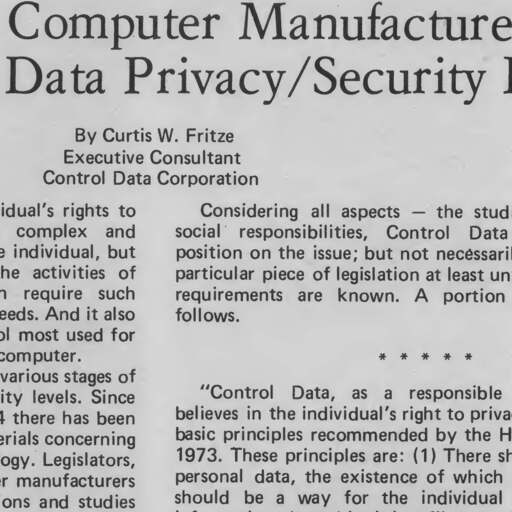 Computer Manufacture
Data Privacy/Security
By Curtis W. Fritze
Executive Consultant
Control Data Corporation
idual's rights to
complex and
e individual, but
he activities of
n require such
eeds. And it also
ol most used for
computer.
various stages of
ity levels. Since
4 there has been
erials concerning
ogy. Legislators,
r manufacturers
ons and studies
Considering all aspects — the stud
social responsibilities, Control Data
position on the issue; but not necessaril
particular piece of legislation at least un
requirements are known. A portion
follows.
* * * * *
"Control Data, as a responsible
believes in the individual's right to priva
basic principles recommended by the H
1973. These principles are: (1) There sh
personal data, the existence of which
should be a way for the individual